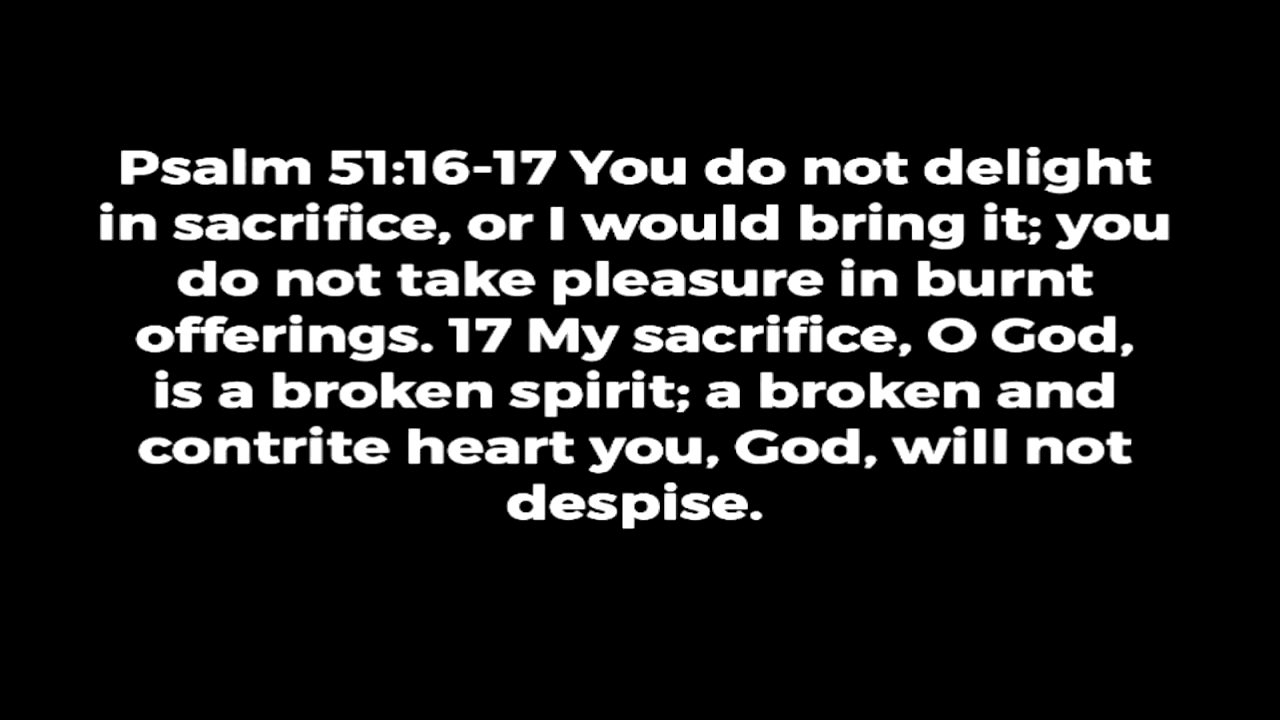 Psalm 51:16-17 You do not delight
in sacrifice, or I would bring it; you
do not take pleasure in burnt
offerings. 17 My sacrifice, O God,
is a broken spirit; a broken and
contrite heart you, God, will not
despise.